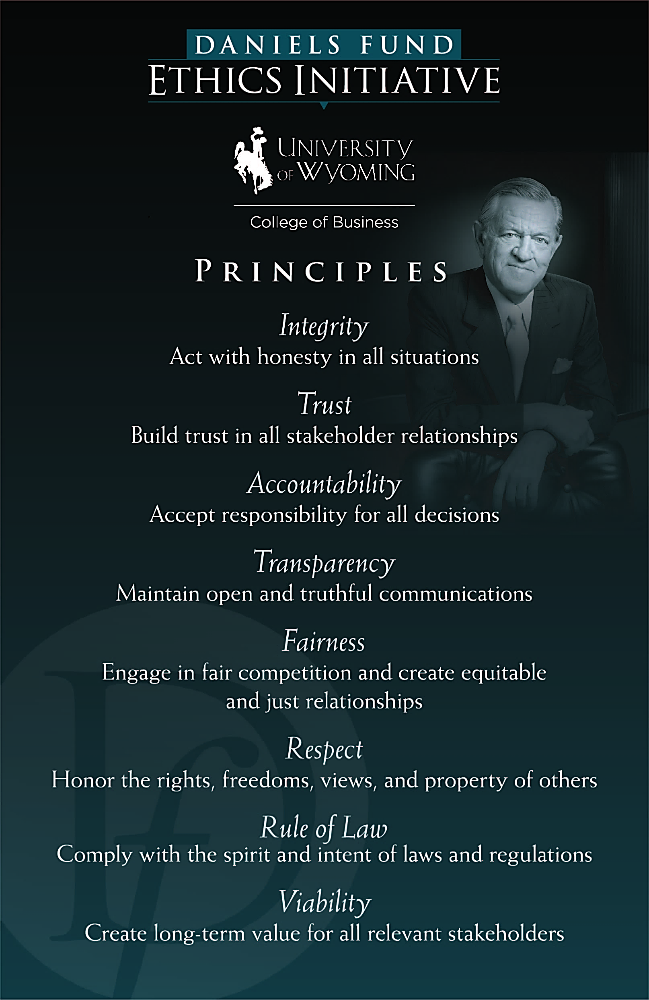 DANIELS FUND
ETHICS INITIATIVE
UNIVERSITY
OF WYOMING
College of Business
PRINCIPLES
Integrity
Act with honesty in all situations
Trust
Build trust in all stakeholder relationships
Accountability
Accept responsibility for all decisions
Transparency
Maintain open and truthful communications
Fairness
Engage in fair competition and create equitable
and just relationships
Respect
Honor the rights, freedoms, views, and property of others
Rule of Law
Comply with the spirit and intent of laws and regulations
Viability
Create long-term value for all relevant stakeholders
Df